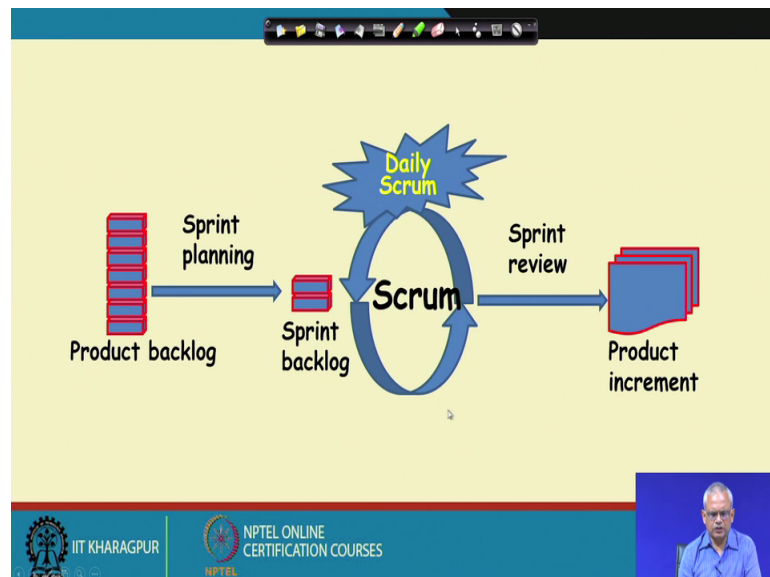 Daily
Scrum
Sprint
planning
Sprint
review
Scrum
Sprint
backlog
Product backlog
Product
increment
IIT KHARAGPUR
NPTEL ONLINE
CERTIFICATION COURSES
NPTEL